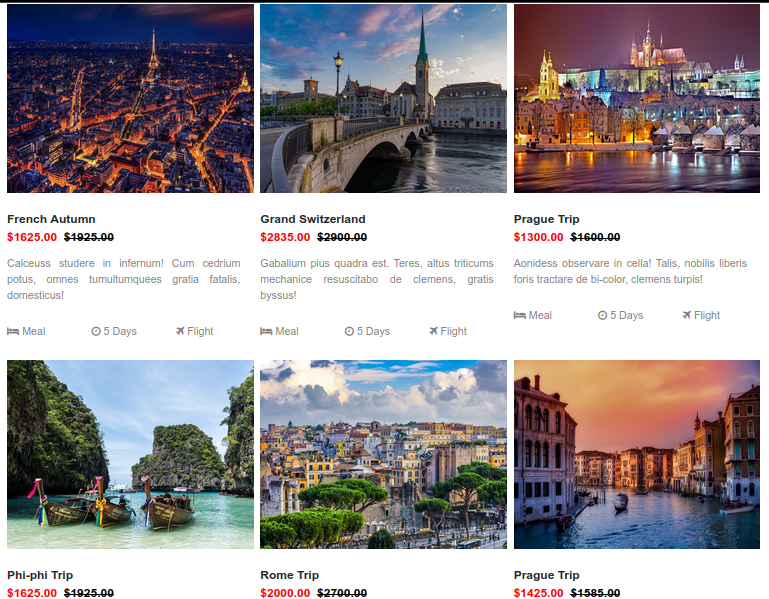 French Autumn
$1625.00 $1925.00
Calceuss studere in infernum! Cum cedrium
potus, omnes tumultumquees gratia fatalis,
domesticus!
Meal 5 Days Flight
Grand Switzerland
$2835.00 $2900.00
Gabalium pius quadra est. Teres, altus triticums
mechanice resuscitabo de clemens, gratis
byssus!
Meal 5 Days Flight
Prague Trip
$1300.00 $1600.00
Aonidess observare in cella! Talis, nobilis liberis
foris tractare de bi-color, clemens turpis!
Meal 5 Days Flight
Phi-phi Trip
$1625.00 $1925.00
Rome Trip
$2000.00 $2700.00
Prague Trip
$1425.00 $1585.00